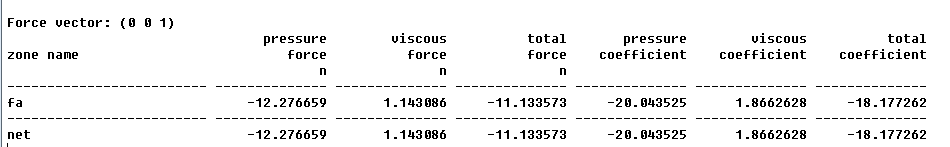 Force vector: (0 0 1)
pressure viscous total pressure viscous total
zone name force force force coefficient coefficient coefficient
n n n
------------------------- -------------- -------------- -------------- -------------- -------------- --------------
fa -12.276659 1.143086 -11.133573 -20.043525 1.8662628 -18.177262
------------------------- -------------- -------------- -------------- -------------- -------------- --------------
net -12.276659 1.143086 -11.133573 -20.043525 1.8662628 -18.177262